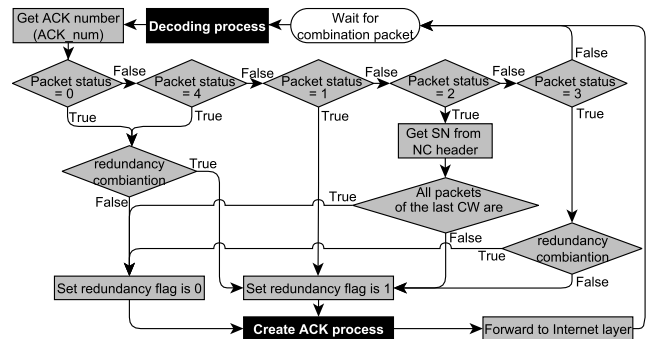 Get ACK number
(ACK_num)
Decoding process
Wait for
combination packet
False
False
False
False
False
Packet status
= 0
Packet status
= 4
Packet status
= 1
Packet status
= 2
Packet status
= 3
True
True
True
True
True
Get SN from
NC header
redundancy
combiantion
True
False
All packets
of the last CW are
True
False
redundancy
combiantion
True
False
Set redundancy flag is 0
Set redundancy flag is 1
Create ACK process
Forward to Internet layer